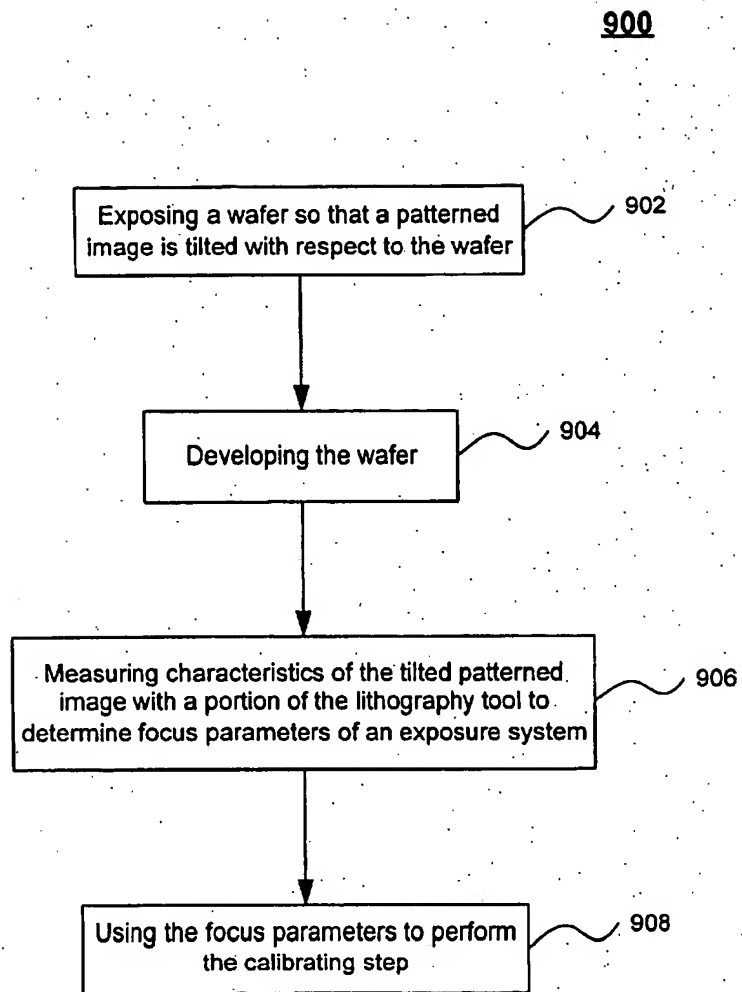 900
Exposing a wafer so that a patterned
image is tilted with respect to the wafer
902
Developing the wafer
904
Measuring characteristics of the tilted patterned
image with a portion of the lithography tool to
determine focus parameters of an exposure system
906
Using the focus parameters to perform
the calibrating step
908